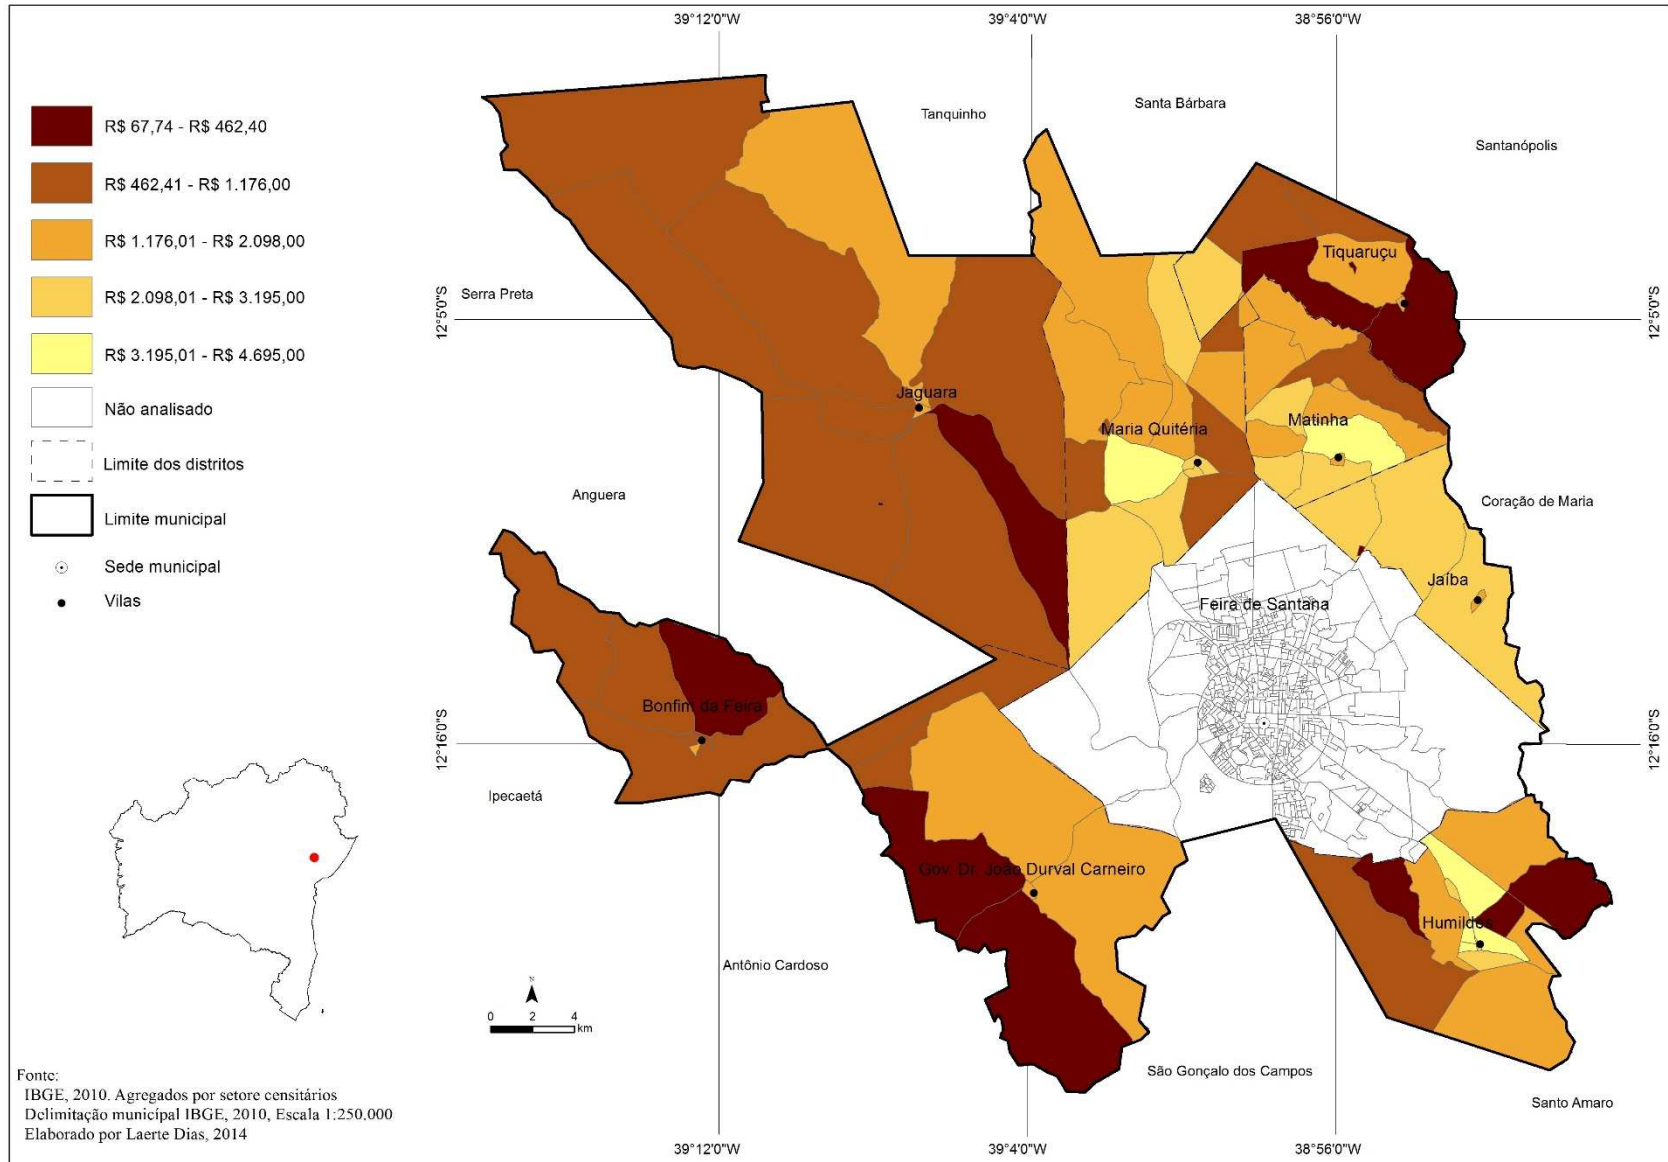 39°12'0"W
39°4'0"W
38°56'0"W
R$ 67,74 - R$ 462,40
R$ 462,41 - R$ 1.176,00
R$ 1.176,01 - R$ 2.098,00
R$ 2.098,01 - R$ 3.195,00
R$ 3.195,01 - R$ 4.695,00
Não analisado
Limite dos distritos
Limite municipal
Sede municipal
Vilas
Tanquinho
Santa Bárbara
Santanópolis
Tiquaruçu
Serra Preta
12°5'0"S
12°5'0"S
Jaguara
Maria Quitéria
Matinha
Anguera
Coração de Maria
Jaíba
Feira de Santana
Bonfim da Feira
12°16'0"S
12°16'0"S
Ipecaetá
Gov. Dr. João Durval Carneiro
Humildes
Antônio Cardoso
N
0 2 4
km
São Gonçalo dos Campos
Santo Amaro
Fonte:
IBGE, 2010. Agregados por setore censitários
Delimitação municípal IBGE, 2010, Escala 1:250.000
Elaborado por Laerte Dias, 2014
39°12'0"W
39°4'0"W
38°56'0"W